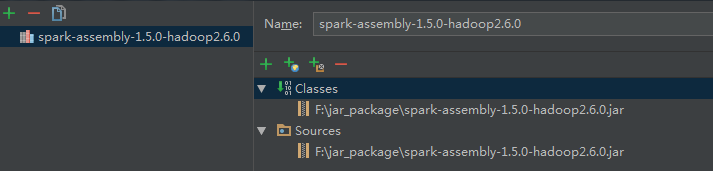 spark-assembly-1.5.0-hadoop2.6.0
Name: spark-assembly-1.5.0-hadoop2.6.0
Classes
F:\jar_package\spark-assembly-1.5.0-hadoop2.6.0.jar
Sources
F:\jar_package\spark-assembly-1.5.0-hadoop2.6.0.jar